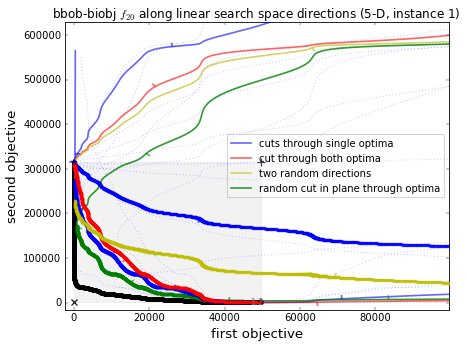 bbob-biobj f20 along linear search space directions (5-D, instance 1)
600000
500000
400000
300000
200000
100000
0
second objective
cuts through single optima
cut through both optima
two random directions
random cut in plane through optima
0 20000 40000 60000 80000
first objective